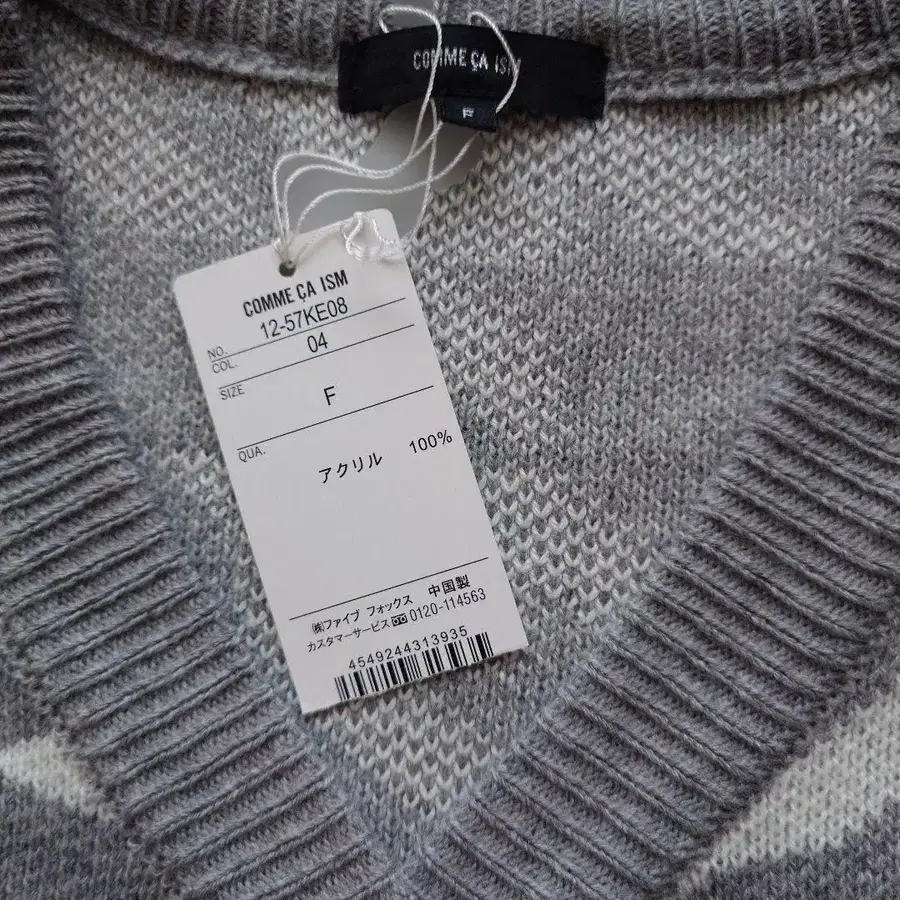 COMME ÇA ISM
F
COMME ÇA ISM
NO. 12-57KE08
COL. 04
SIZE F
QUA. アクリル 100%
㈱ファイブ フォックス 中国製
カスタマーサービス 0120-114563
4549244313935